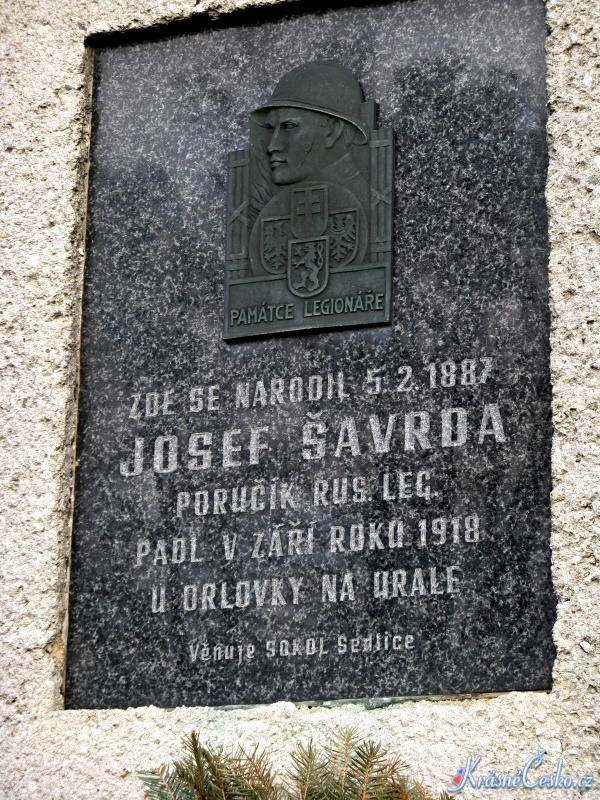 PAMÁTCE LEGIONÁŘE
ZDE SE NARODIL 5.2.1887
JOSEF ŠAVRDA
PORUČÍK RUS. LEG.
PADL V ZÁŘÍ ROKU 1918
U ORLOVKY NA URALE
Věnuje SOKOL Sedlice
KrásnéČesko.cz